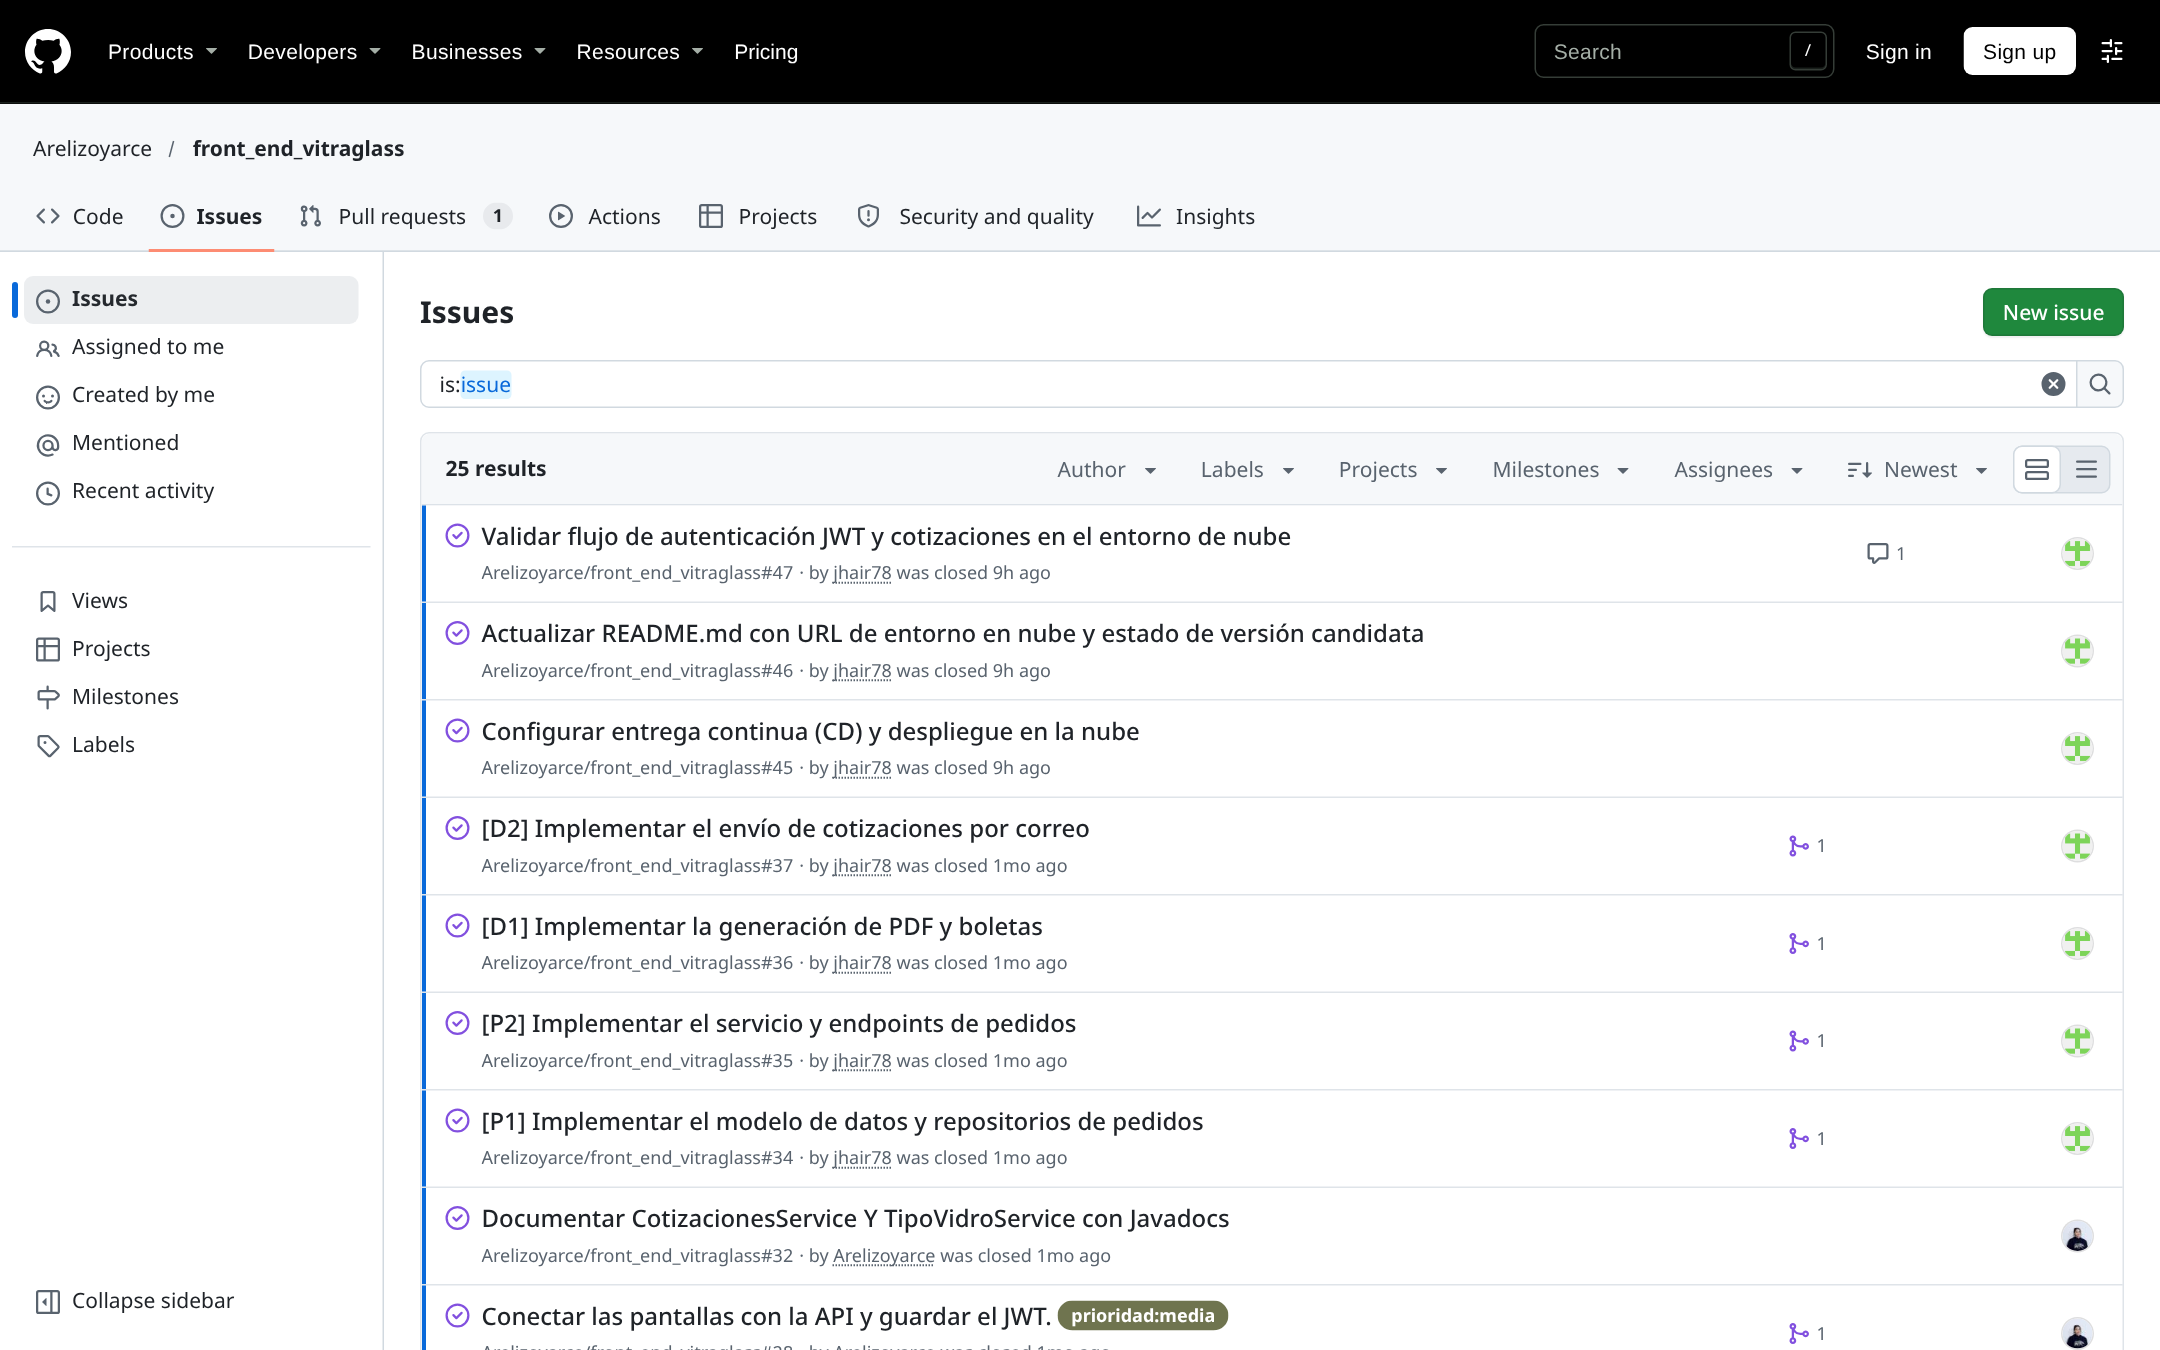 Products Developers Businesses Resources Pricing Search / Sign in Sign up
Arelizoyarce / front_end_vitraglass
Code Issues Pull requests 1 Actions Projects Security and quality Insights
Issues
Assigned to me
Created by me
Mentioned
Recent activity
Views
Projects
Milestones
Labels
Collapse sidebar
Issues New issue
is:issue
25 results Author Labels Projects Milestones Assignees Newest
Validar flujo de autenticación JWT y cotizaciones en el entorno de nube
Arelizoyarce/front_end_vitraglass#47 · by jhair78 was closed 9h ago
1
Actualizar README.md con URL de entorno en nube y estado de versión candidata
Arelizoyarce/front_end_vitraglass#46 · by jhair78 was closed 9h ago
Configurar entrega continua (CD) y despliegue en la nube
Arelizoyarce/front_end_vitraglass#45 · by jhair78 was closed 9h ago
[D2] Implementar el envío de cotizaciones por correo
Arelizoyarce/front_end_vitraglass#37 · by jhair78 was closed 1mo ago
1
[D1] Implementar la generación de PDF y boletas
Arelizoyarce/front_end_vitraglass#36 · by jhair78 was closed 1mo ago
1
[P2] Implementar el servicio y endpoints de pedidos
Arelizoyarce/front_end_vitraglass#35 · by jhair78 was closed 1mo ago
1
[P1] Implementar el modelo de datos y repositorios de pedidos
Arelizoyarce/front_end_vitraglass#34 · by jhair78 was closed 1mo ago
1
Documentar CotizacionesService Y TipoVidroService con Javadocs
Arelizoyarce/front_end_vitraglass#32 · by Arelizoyarce was closed 1mo ago
Conectar las pantallas con la API y guardar el JWT. prioridad:media
1